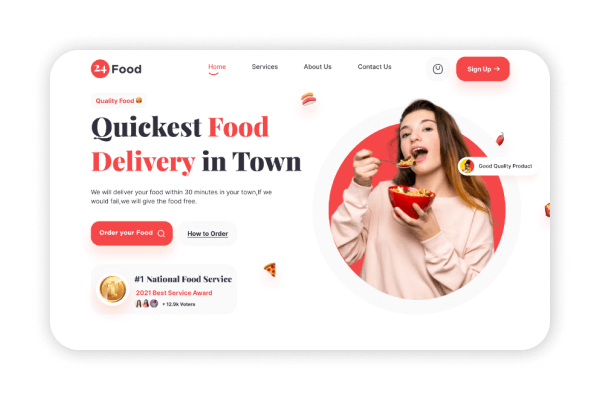 24 Food
Home
Services
About Us
Contact Us
Sign Up →
Quality Food
Quickest Food
Delivery in Town
We will deliver your food within 30 minutes in your town,If we
would fail,we will give the food free.
Good Quality Product
Order your Food
How to Order
#1 National Food Service
2021 Best Service Award
+ 12.9k Voters